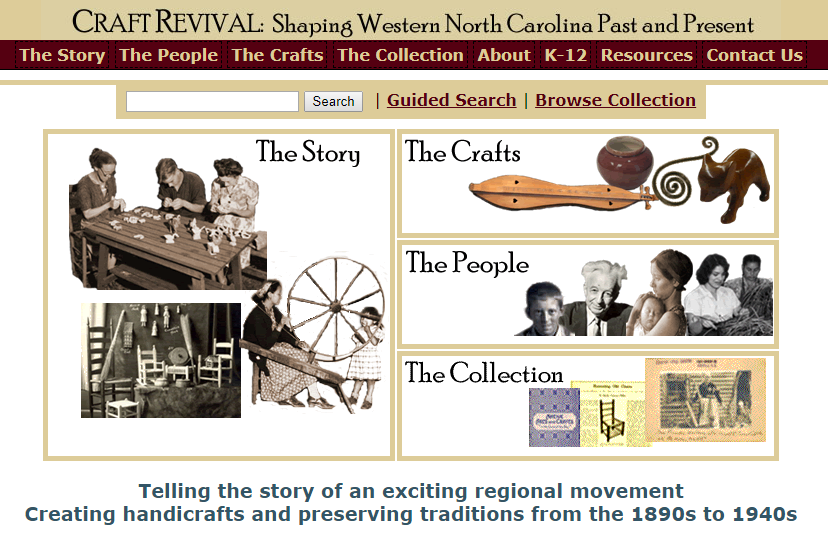 CRAFT REVIVAL: Shaping Western North Carolina Past and Present
The Story The People The Crafts The Collection About K-12 Resources Contact Us
Search | Guided Search | Browse Collection
The Story
The Crafts
The People
The Collection
Telling the story of an exciting regional movement
Creating handicrafts and preserving traditions from the 1890s to 1940s